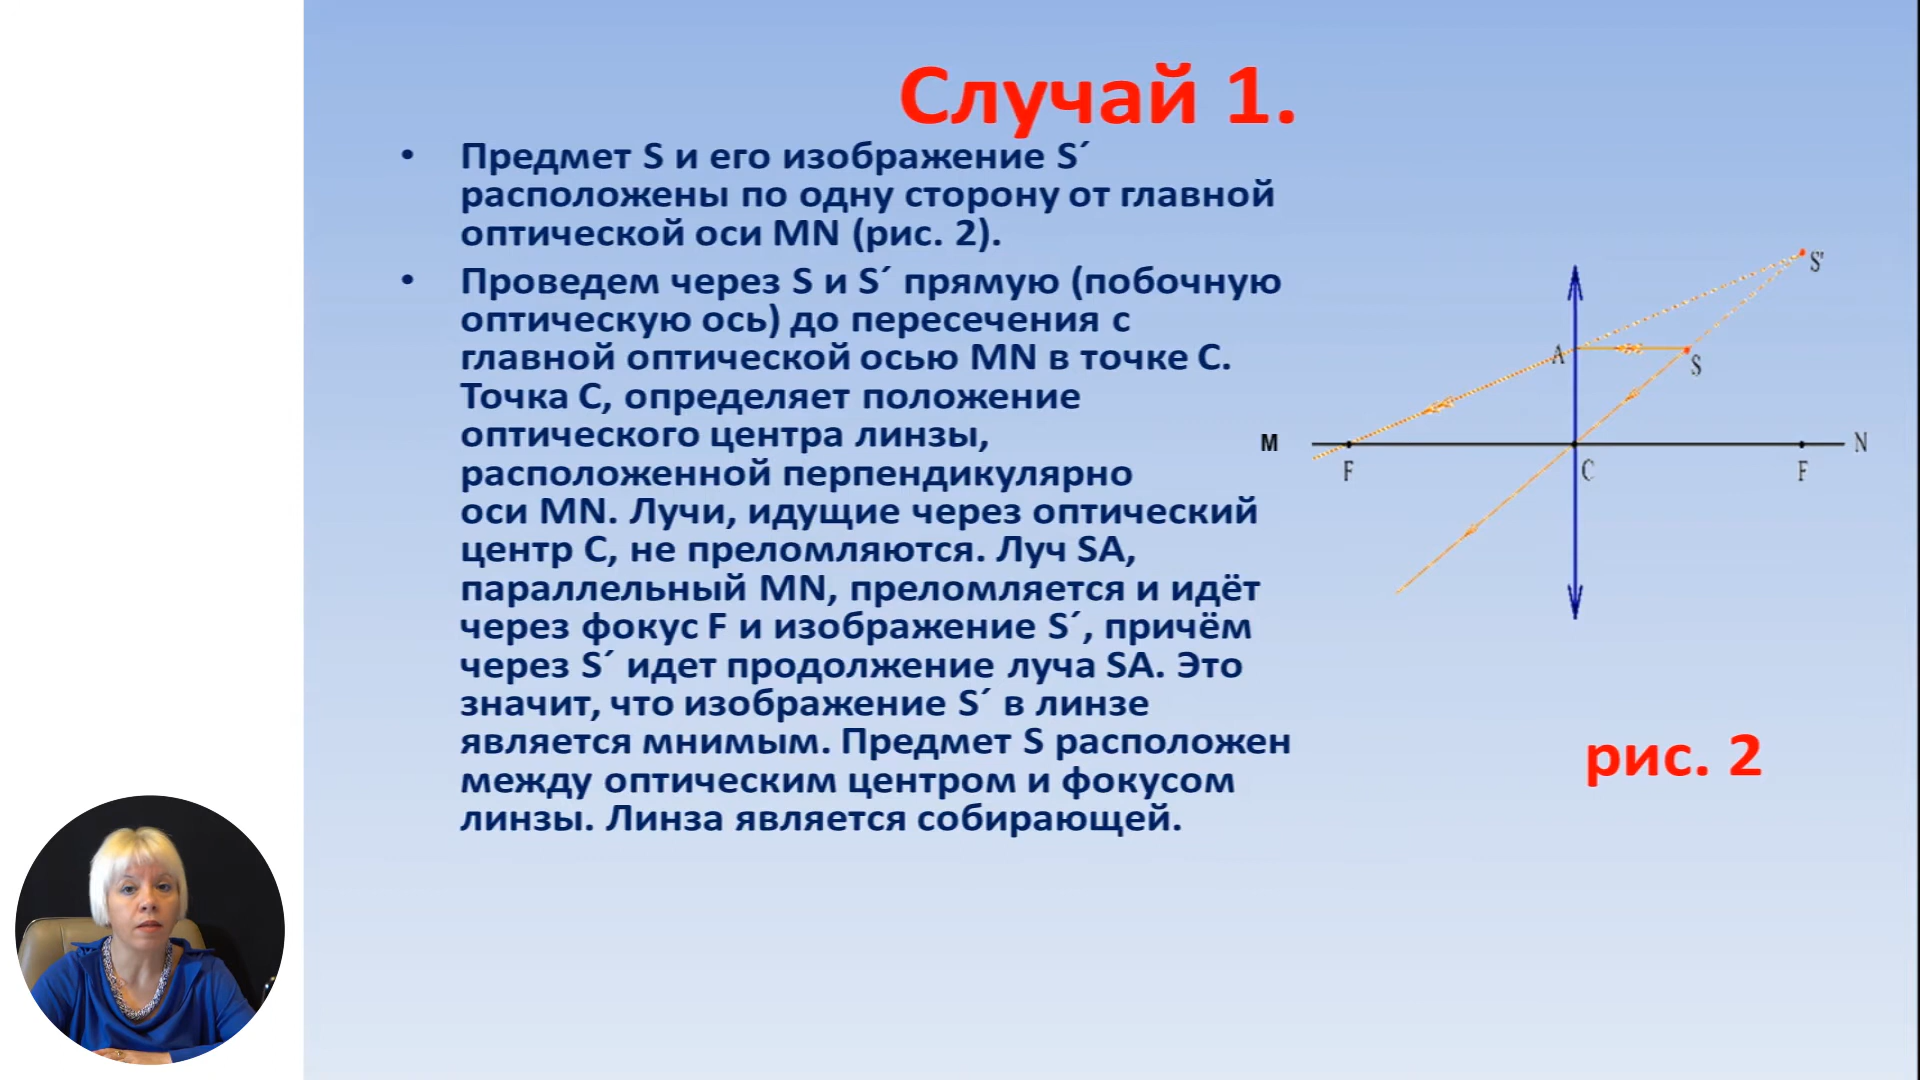 Случай 1.
• Предмет S и его изображение S´
расположены по одну сторону от главной
оптической оси MN (рис. 2).
• Проведем через S и S´ прямую (побочную
оптическую ось) до пересечения с
главной оптической осью MN в точке С.
Точка С, определяет положение
оптического центра линзы,
расположенной перпендикулярно
оси MN. Лучи, идущие через оптический
центр С, не преломляются. Луч SA,
параллельный MN, преломляется и идёт
через фокус F и изображение S´, причём
через S´ идет продолжение луча SA. Это
значит, что изображение S´ в линзе
является мнимым. Предмет S расположен
между оптическим центром и фокусом
линзы. Линза является собирающей.
S'
A
S
M
N
F
C
F
рис. 2